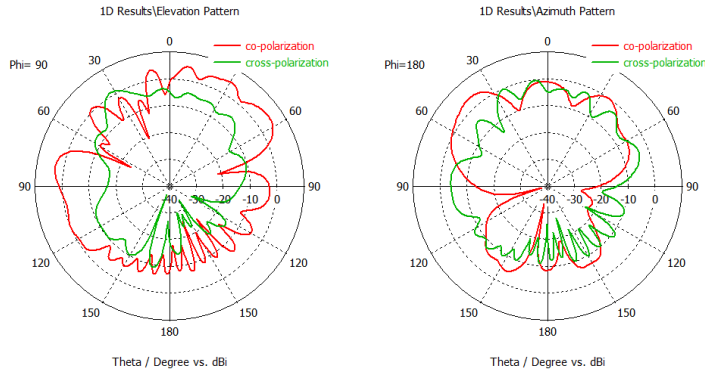 1D Results\Elevation Pattern
0
co-polarization
cross-polarization
Phi= 90
30
60
60
90
-40 -30 -20 -10 0
90
120
120
150
150
180
Theta / Degree vs. dBi
1D Results\Azimuth Pattern
0
co-polarization
cross-polarization
Phi=180
30
60
60
90
-40 -30 -20 -10 0
90
120
120
150
150
180
Theta / Degree vs. dBi